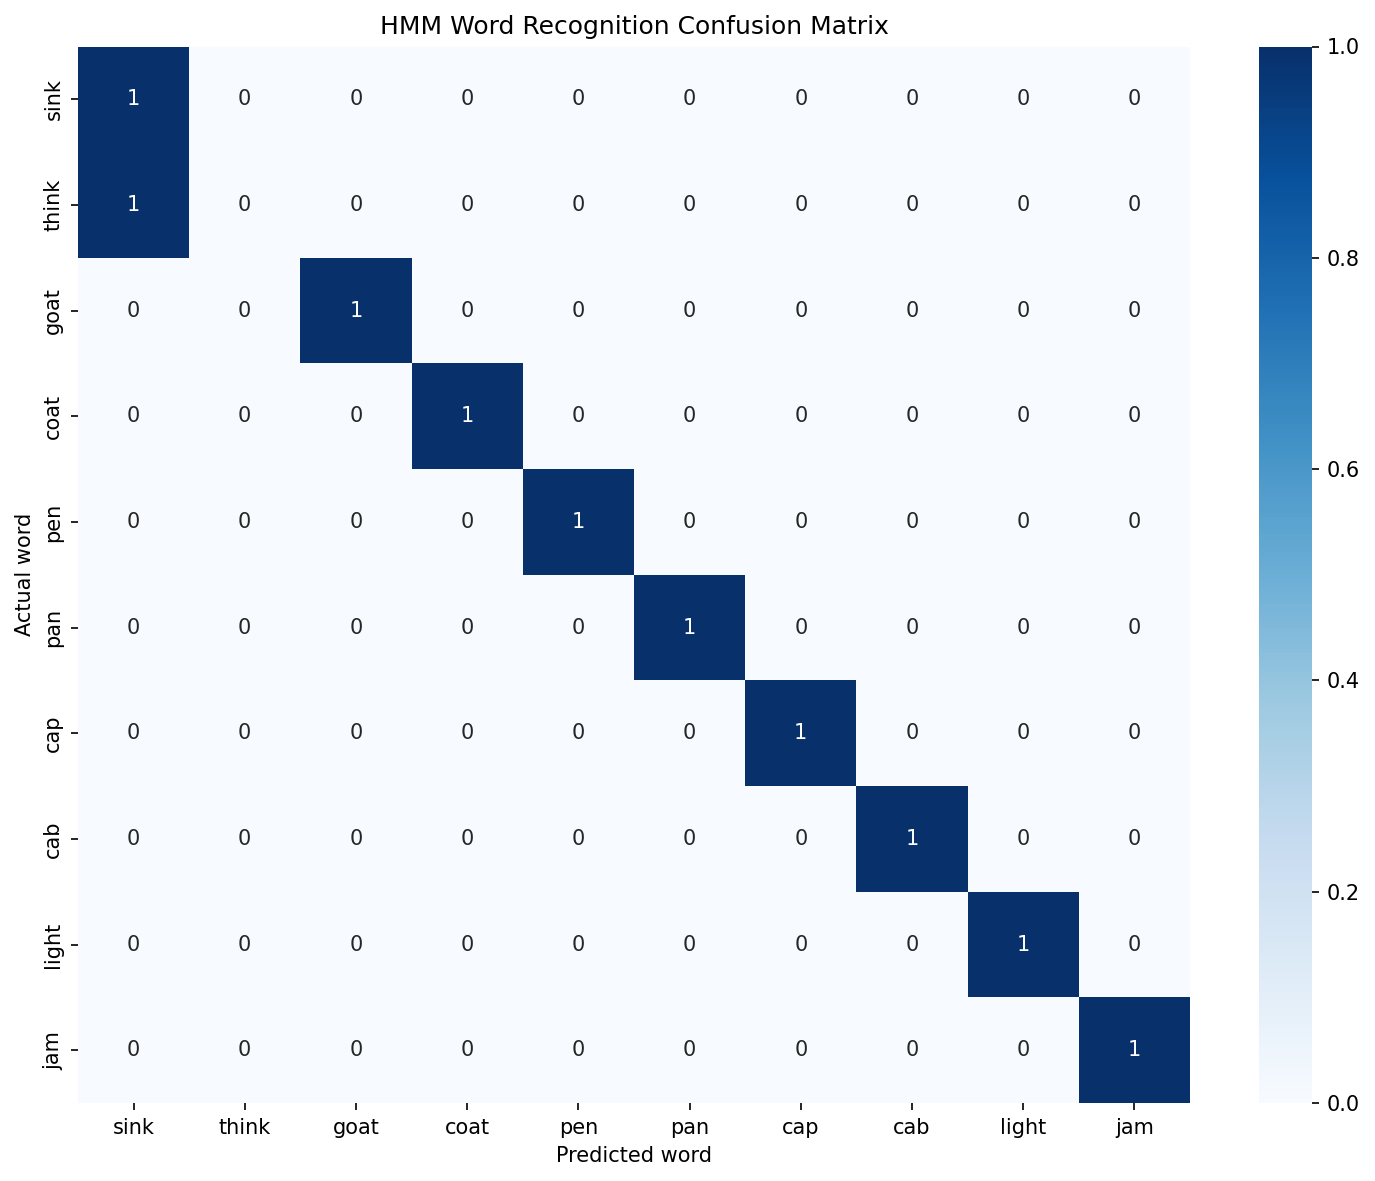 HMM Word Recognition Confusion Matrix
sink 1 0 0 0 0 0 0 0 0 0
think 1 0 0 0 0 0 0 0 0 0
goat 0 0 1 0 0 0 0 0 0 0
coat 0 0 0 1 0 0 0 0 0 0
pen 0 0 0 0 1 0 0 0 0 0
pan 0 0 0 0 0 1 0 0 0 0
cap 0 0 0 0 0 0 1 0 0 0
cab 0 0 0 0 0 0 0 1 0 0
light 0 0 0 0 0 0 0 0 1 0
jam 0 0 0 0 0 0 0 0 0 1
sink think goat coat pen pan cap cab light jam
Predicted word
Actual word
1.0
0.8
0.6
0.4
0.2
0.0